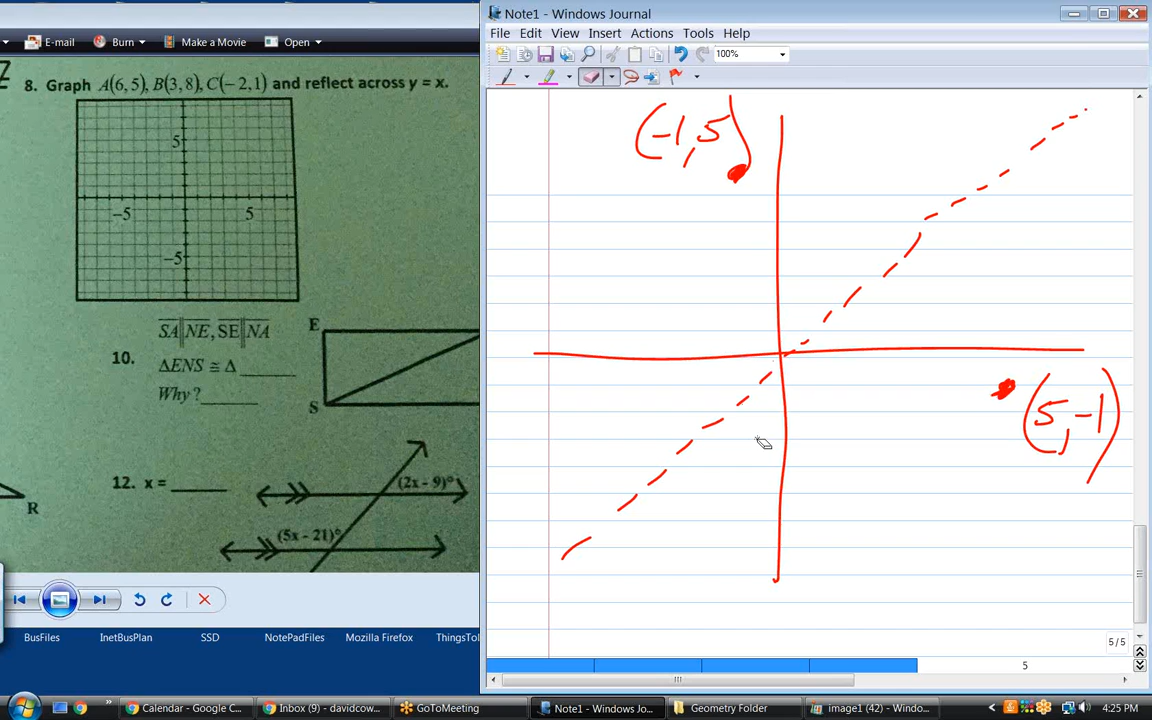 E-mail Burn Make a Movie Open
8. Graph A(6, 5), B(3, 8), C(− 2, 1) and reflect across y = x.
5
−5 5
−5
SA||NE, SE||NA
10. ΔENS ≅ Δ ______
Why ?______
E
S
12. x = ______
(2x - 9)°
(5x - 21)°
R
BusFiles InetBusPlan SSD NotePadFiles Mozilla Firefox ThingsTo
Note1 - Windows Journal
File Edit View Insert Actions Tools Help
100%
(-1, 5)
(5, -1)
5/5
5
Calendar - Google C... Inbox (9) - davidcow... GoToMeeting Note1 - Windows Jo... Geometry Folder image1 (42) - Windo... 4:25 PM